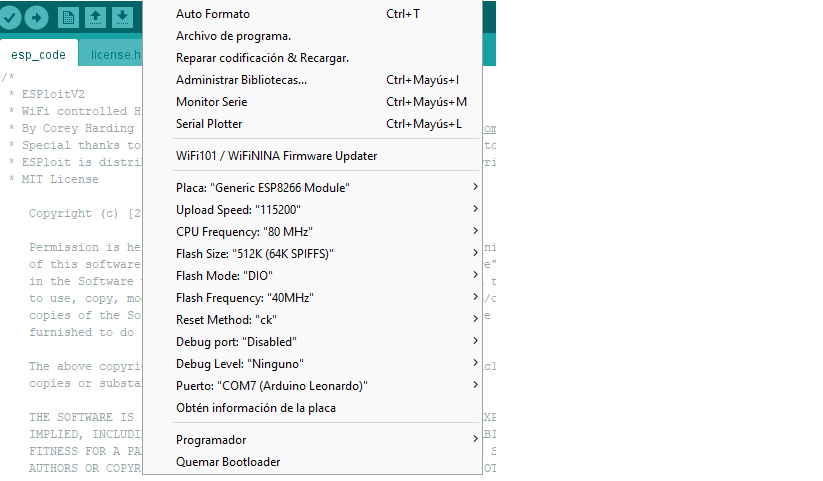 Auto Formato Ctrl+T
Archivo de programa.
Reparar codificación & Recargar.
Administrar Bibliotecas... Ctrl+Mayús+I
Monitor Serie Ctrl+Mayús+M
Serial Plotter Ctrl+Mayús+L
WiFi101 / WiFiNINA Firmware Updater
Placa: "Generic ESP8266 Module"
Upload Speed: "115200"
CPU Frequency: "80 MHz"
Flash Size: "512K (64K SPIFFS)"
Flash Mode: "DIO"
Flash Frequency: "40MHz"
Reset Method: "ck"
Debug port: "Disabled"
Debug Level: "Ninguno"
Puerto: "COM7 (Arduino Leonardo)"
Obtén información de la placa
Programador
Quemar Bootloader
esp_code license.h
/*
* ESPloitV2
* WiFi controlled H
* By Corey Harding
* Special thanks to
* ESPloit is distri
* MIT License
Copyright (c) [2
Permission is he
of this software
in the Software
to use, copy, mo
copies of the So
furnished to do
The above copyri
copies or substa
THE SOFTWARE IS
IMPLIED, INCLUDI
FITNESS FOR A PA
AUTHORS OR COPYR